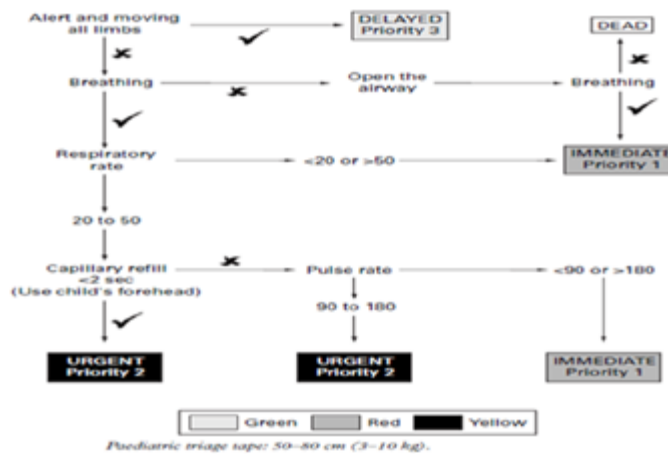 Alert and moving
all limbs
DELAYED
Priority 3
DEAD
Breathing
Open the
airway
Breathing
Respiratory
rate
<20 or >50
IMMEDIATE
Priority 1
20 to 50
Capillary refill
<2 sec
(Use child's forehead)
Pulse rate
<90 or >180
90 to 180
URGENT
Priority 2
URGENT
Priority 2
IMMEDIATE
Priority 1
Green
Red
Yellow
Paediatric triage tape: 50–80 cm (3–10 kg).